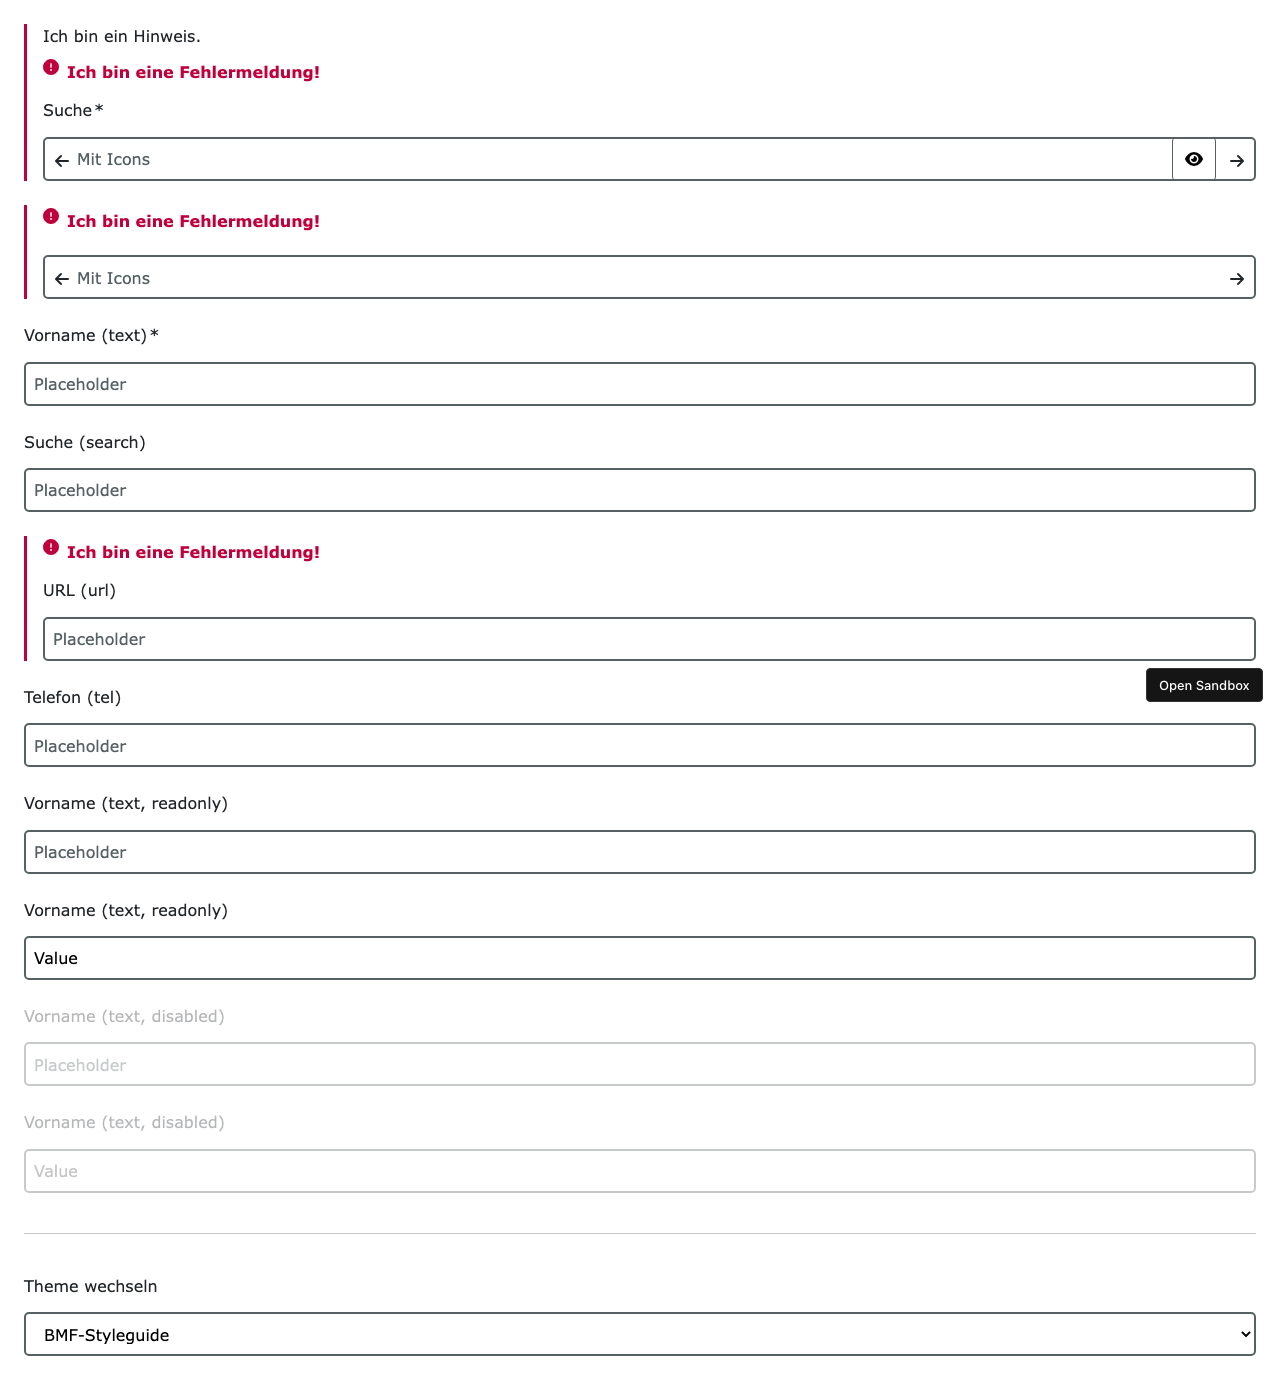 Ich bin ein Hinweis.
Ich bin eine Fehlermeldung!
Suche*
Mit Icons
Ich bin eine Fehlermeldung!
Mit Icons
Vorname (text)*
Placeholder
Suche (search)
Placeholder
Ich bin eine Fehlermeldung!
URL (url)
Placeholder
Open Sandbox
Telefon (tel)
Placeholder
Vorname (text, readonly)
Placeholder
Vorname (text, readonly)
Value
Vorname (text, disabled)
Placeholder
Vorname (text, disabled)
Value
Theme wechseln
BMF-Styleguide